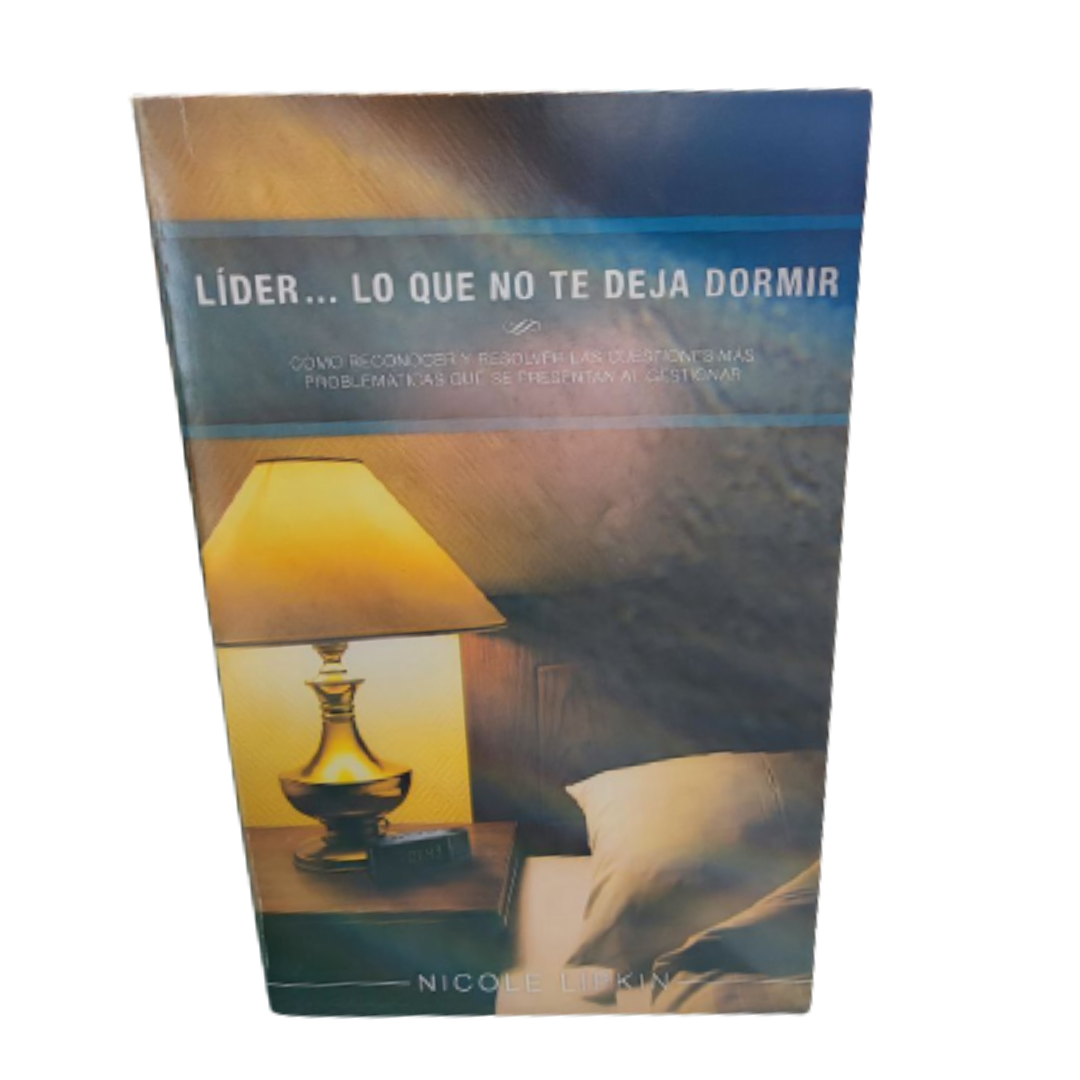 LÍDER... LO QUE NO TE DEJA DORMIR
CÓMO RECONOCER Y RESOLVER LAS CUESTIONES MÁS
PROBLEMÁTICAS QUE SE PRESENTAN AL GESTIONAR
NICOLE LIPKIN